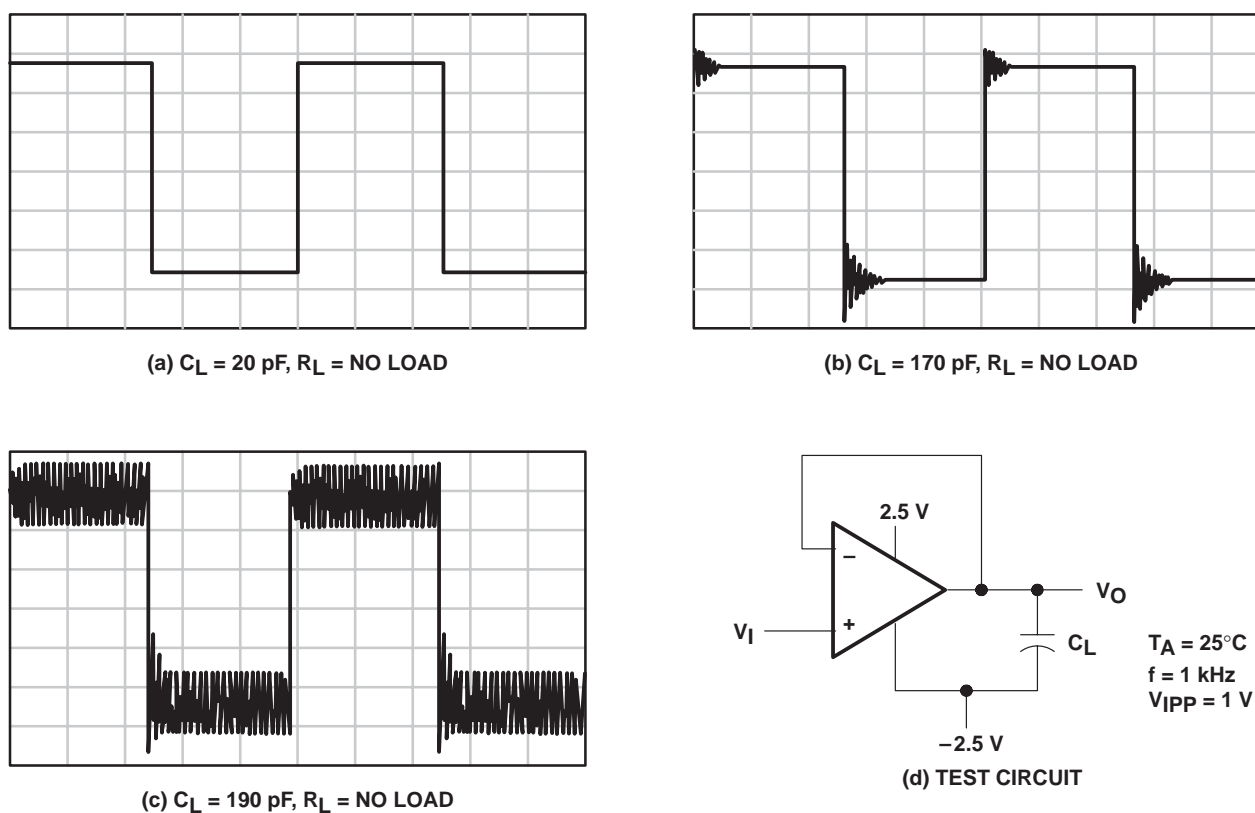 (a) CL = 20 pF, RL = NO LOAD
(b) CL = 170 pF, RL = NO LOAD
(c) CL = 190 pF, RL = NO LOAD
2.5 V
–
+
VI
VO
CL
–2.5 V
TA = 25°C
f = 1 kHz
VIPP = 1 V
(d) TEST CIRCUIT